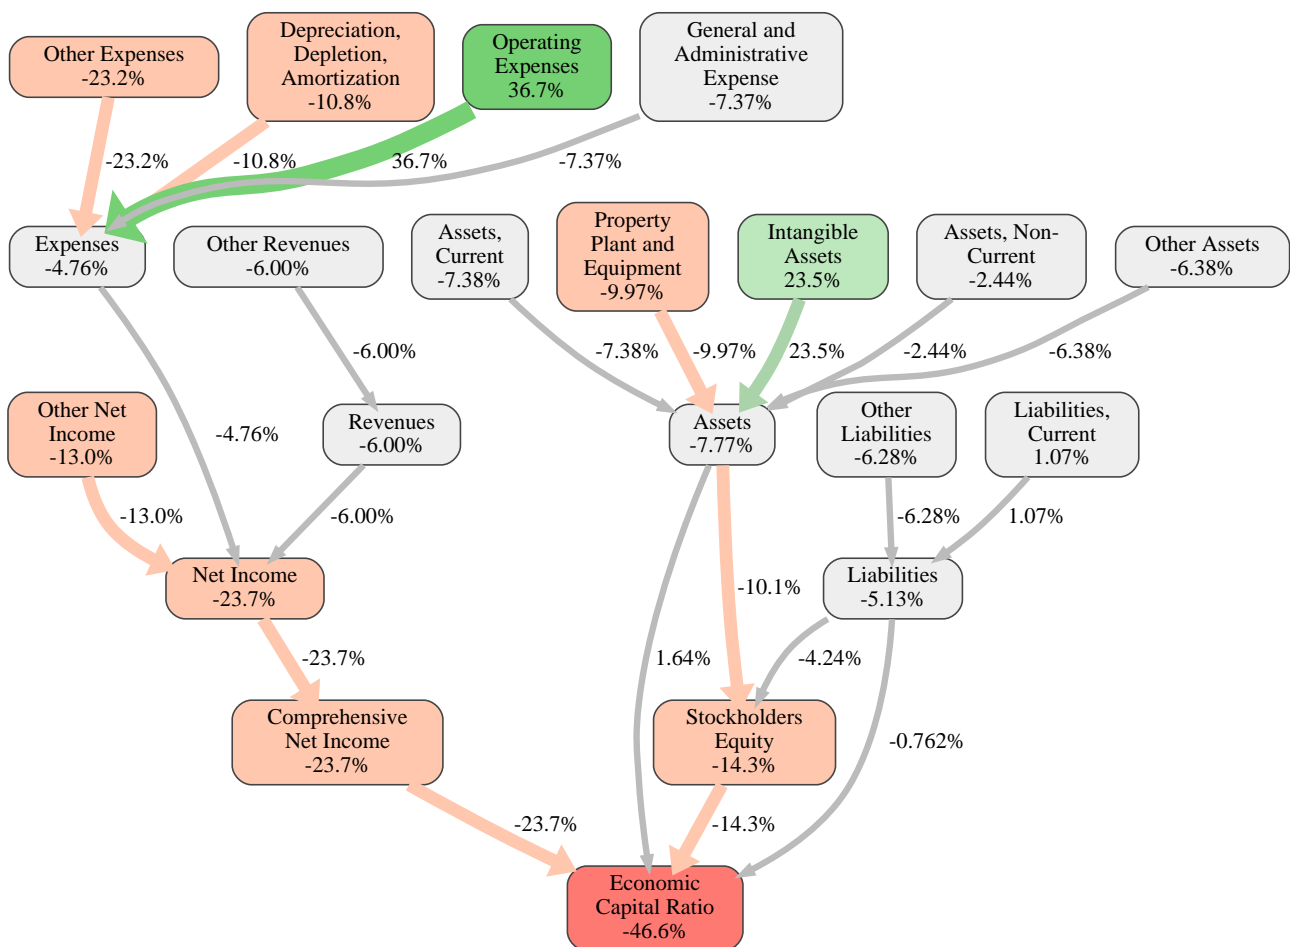 Other Expenses
-23.2%
Depreciation,
Depletion,
Amortization
-10.8%
Operating
Expenses
36.7%
General and
Administrative
Expense
-7.37%
-23.2%
-10.8%
36.7%
-7.37%
Expenses
-4.76%
Other Revenues
-6.00%
Assets,
Current
-7.38%
Property
Plant and
Equipment
-9.97%
Intangible
Assets
23.5%
Assets, Non-
Current
-2.44%
Other Assets
-6.38%
-6.00%
-7.38%
-9.97%
23.5%
-2.44%
-6.38%
Other Net
Income
-13.0%
-4.76%
Revenues
-6.00%
Assets
-7.77%
Other
Liabilities
-6.28%
Liabilities,
Current
1.07%
-13.0%
-6.00%
-6.28%
1.07%
Net Income
-23.7%
-10.1%
Liabilities
-5.13%
-23.7%
1.64%
-4.24%
Comprehensive
Net Income
-23.7%
Stockholders
Equity
-14.3%
-0.762%
-23.7%
-14.3%
Economic
Capital Ratio
-46.6%